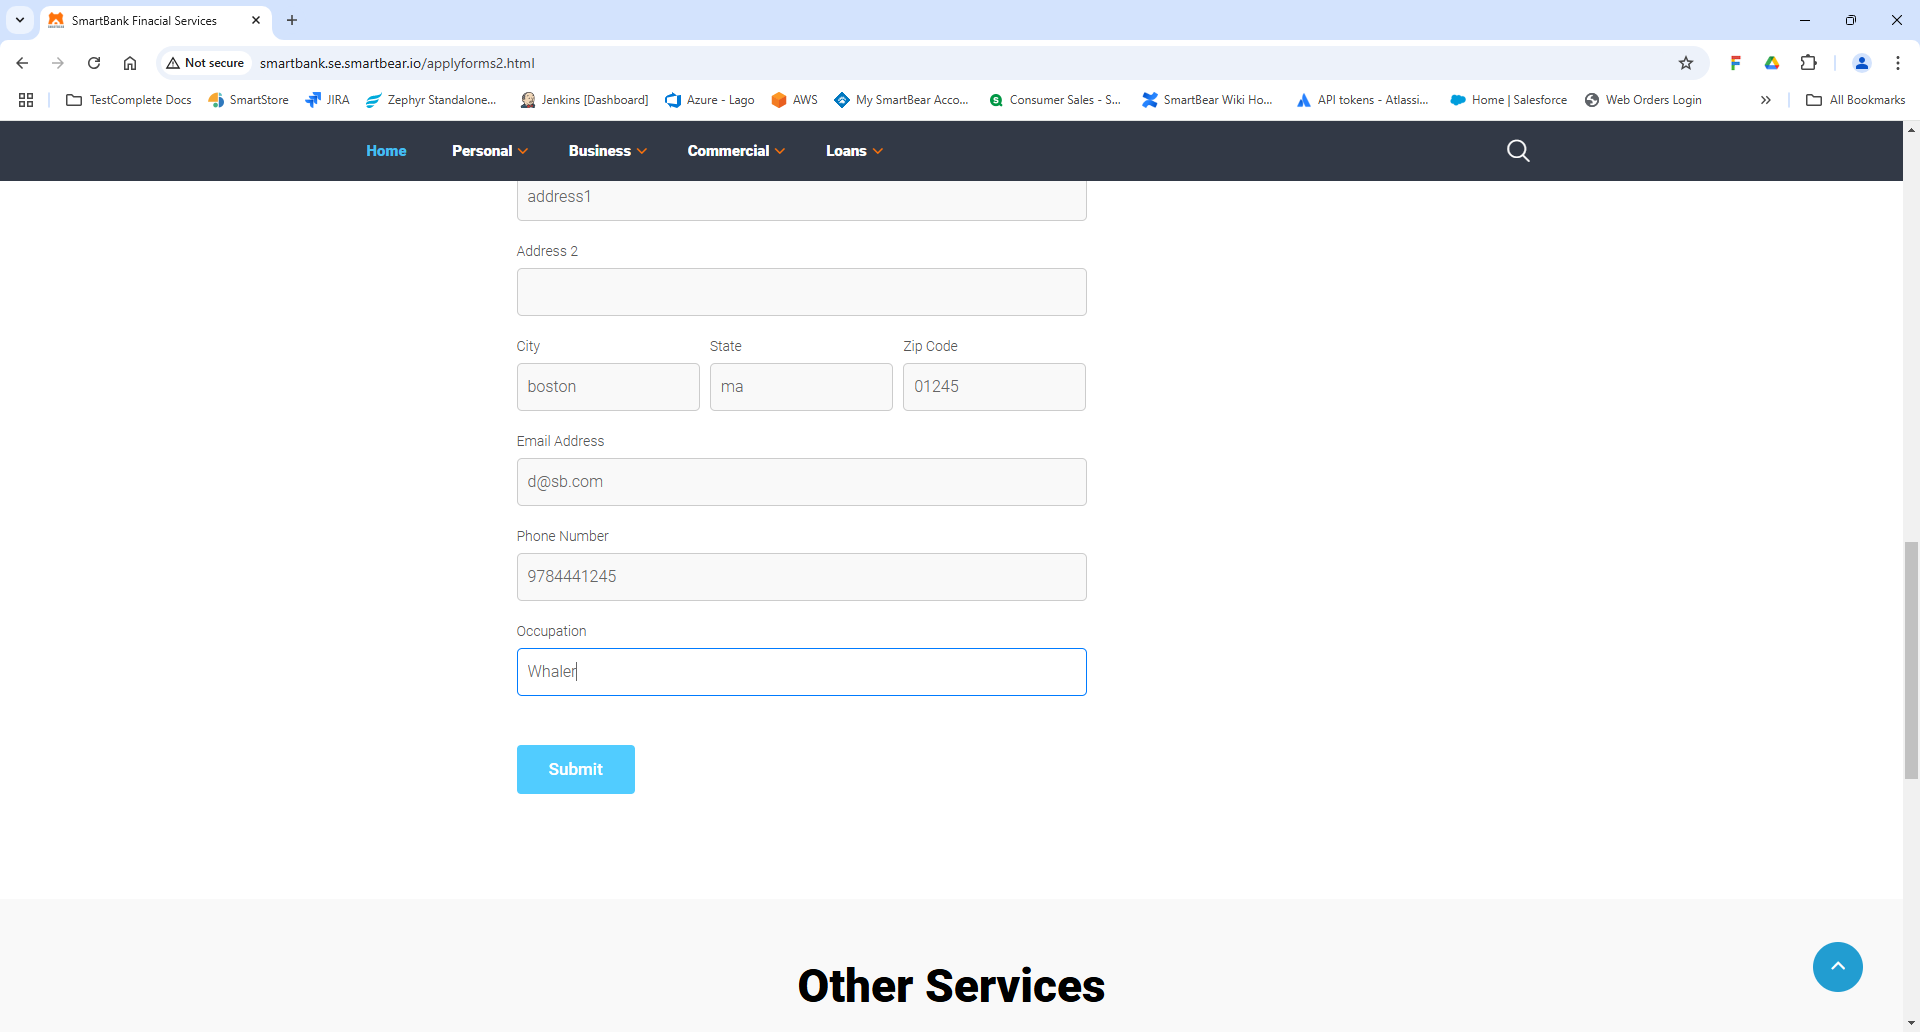 SmartBank Finacial Services
Not secure
smartbank.se.smartbear.io/applyforms2.html
TestComplete Docs
SmartStore
JIRA
Zephyr Standalone...
Jenkins [Dashboard]
Azure - Lago
AWS
My SmartBear Acco...
Consumer Sales - S...
SmartBear Wiki Ho...
API tokens - Atlassi...
Home | Salesforce
Web Orders Login
All Bookmarks
Home
Personal
Business
Commercial
Loans
address1
Address 2
City
State
Zip Code
boston
ma
01245
Email Address
d@sb.com
Phone Number
9784441245
Occupation
Whaler
Submit
Other Services